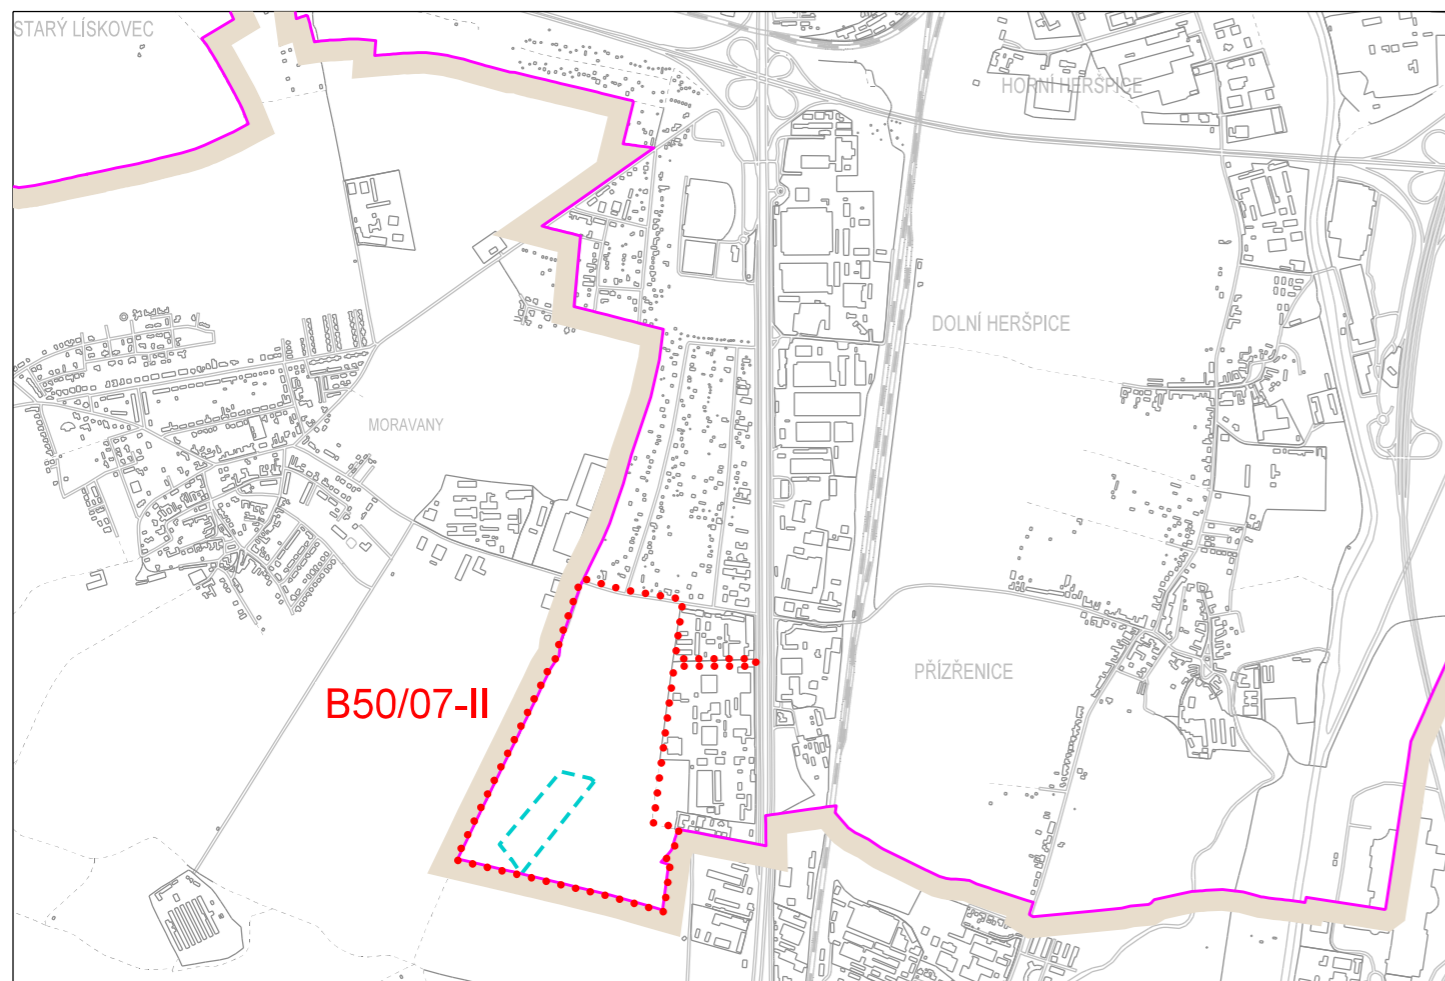 STARÝ LÍSKOVEC
HORNÍ HERŠPICE
DOLNÍ HERŠPICE
MORAVANY
PŘÍZŘENICE
B50/07-II